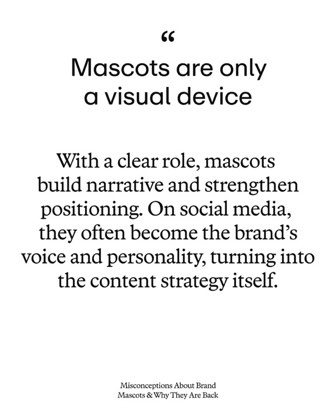 “
Mascots are only
a visual device
With a clear role, mascots
build narrative and strengthen
positioning. On social media,
they often become the brand’s
voice and personality, turning into
the content strategy itself.
Misconceptions About Brand
Mascots & Why They Are Back